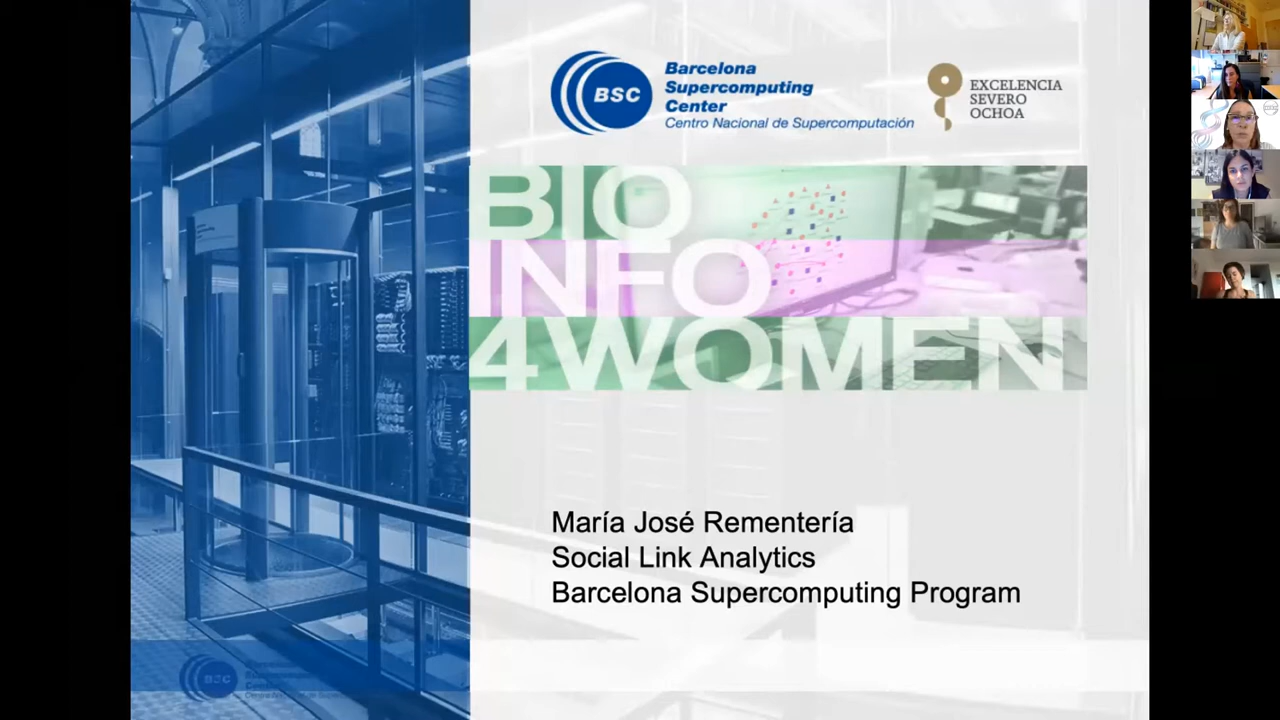 BSC
Barcelona
Supercomputing
Center
Centro Nacional de Supercomputación
EXCELENCIA
SEVERO
OCHOA
BIO
INFO
4WOMEN
María José Rementería
Social Link Analytics
Barcelona Supercomputing Program
BSC